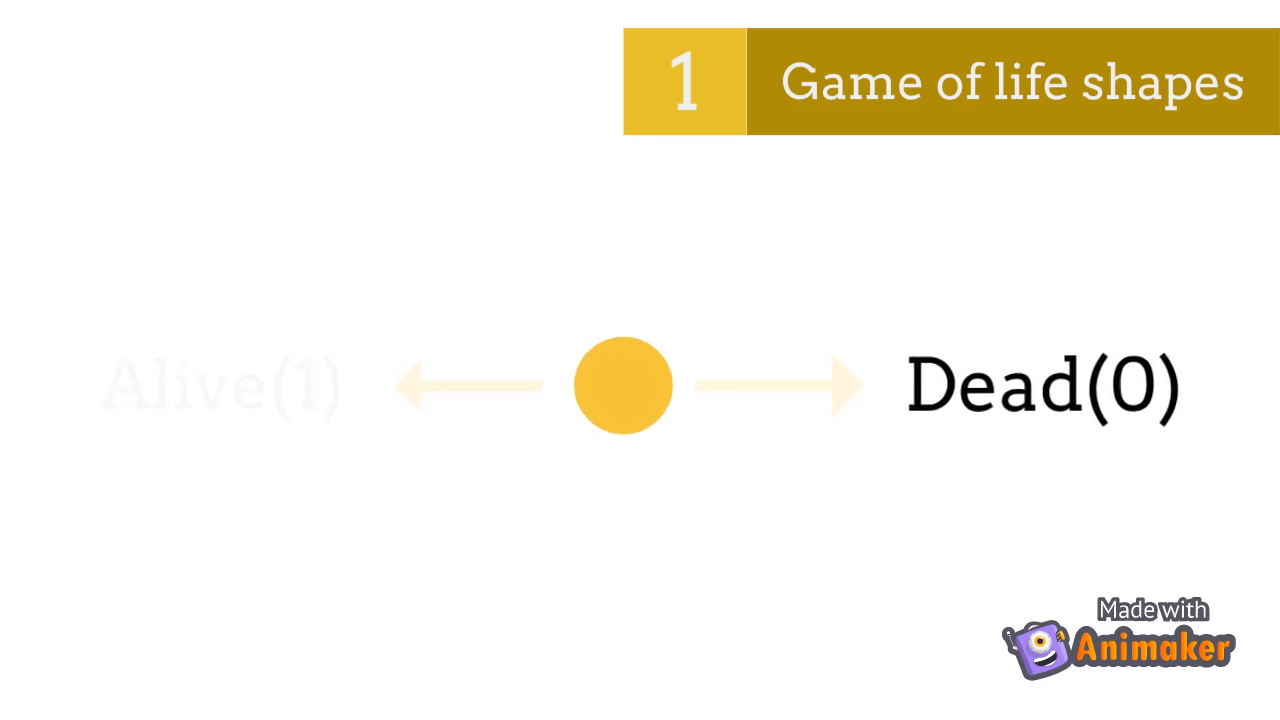 1
Game of life shapes
Alive(1)
Dead(0)
Made with
Animaker